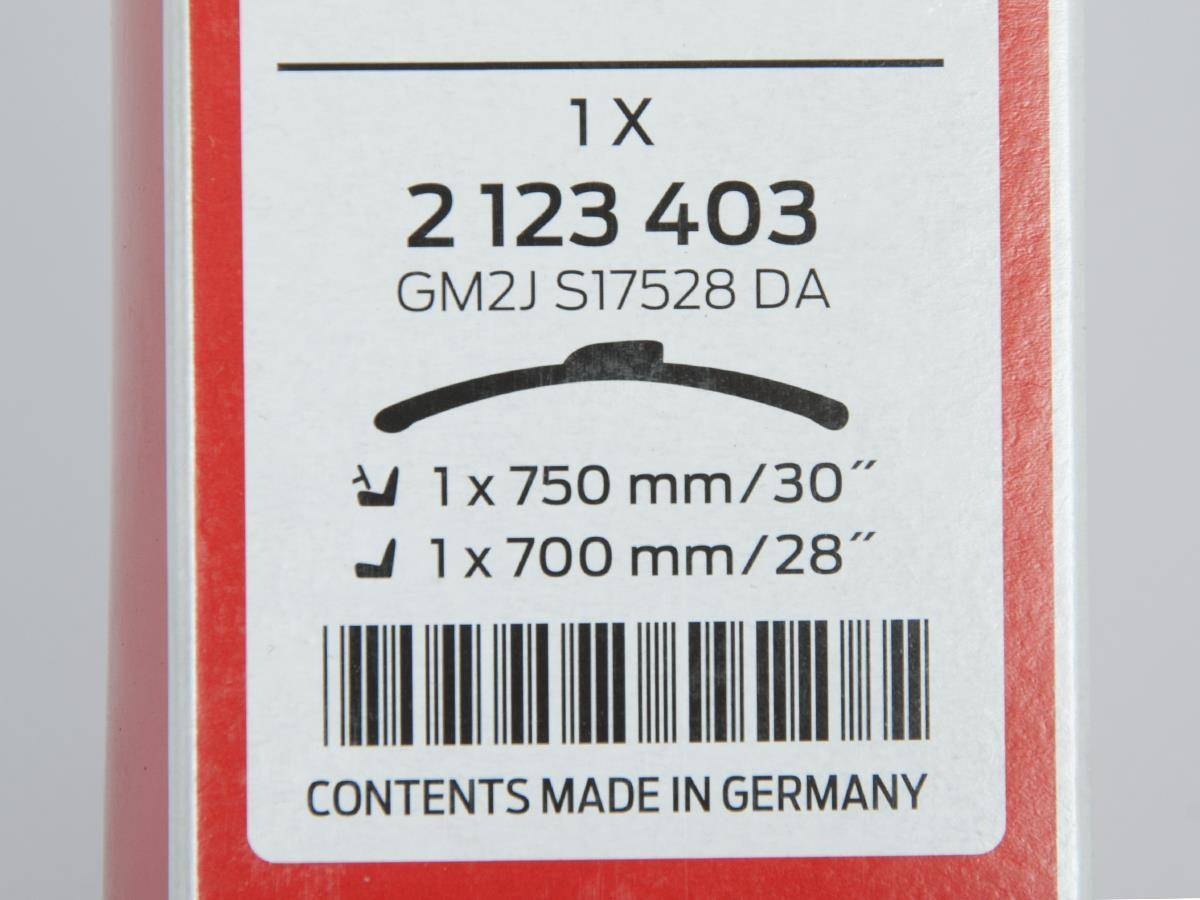 1 X
2 123 403
GM2J S17528 DA
1 x 750 mm/30″
1 x 700 mm/28″
CONTENTS MADE IN GERMANY